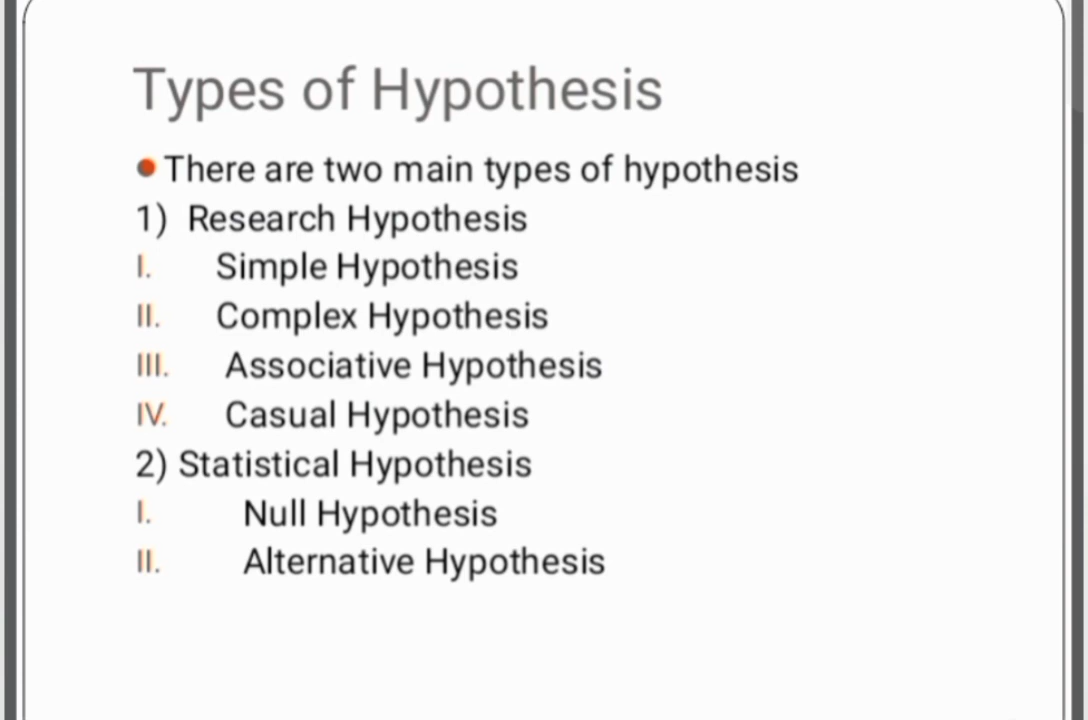 Types of Hypothesis
• There are two main types of hypothesis
1) Research Hypothesis
I. Simple Hypothesis
II. Complex Hypothesis
III. Associative Hypothesis
IV. Casual Hypothesis
2) Statistical Hypothesis
I. Null Hypothesis
II. Alternative Hypothesis